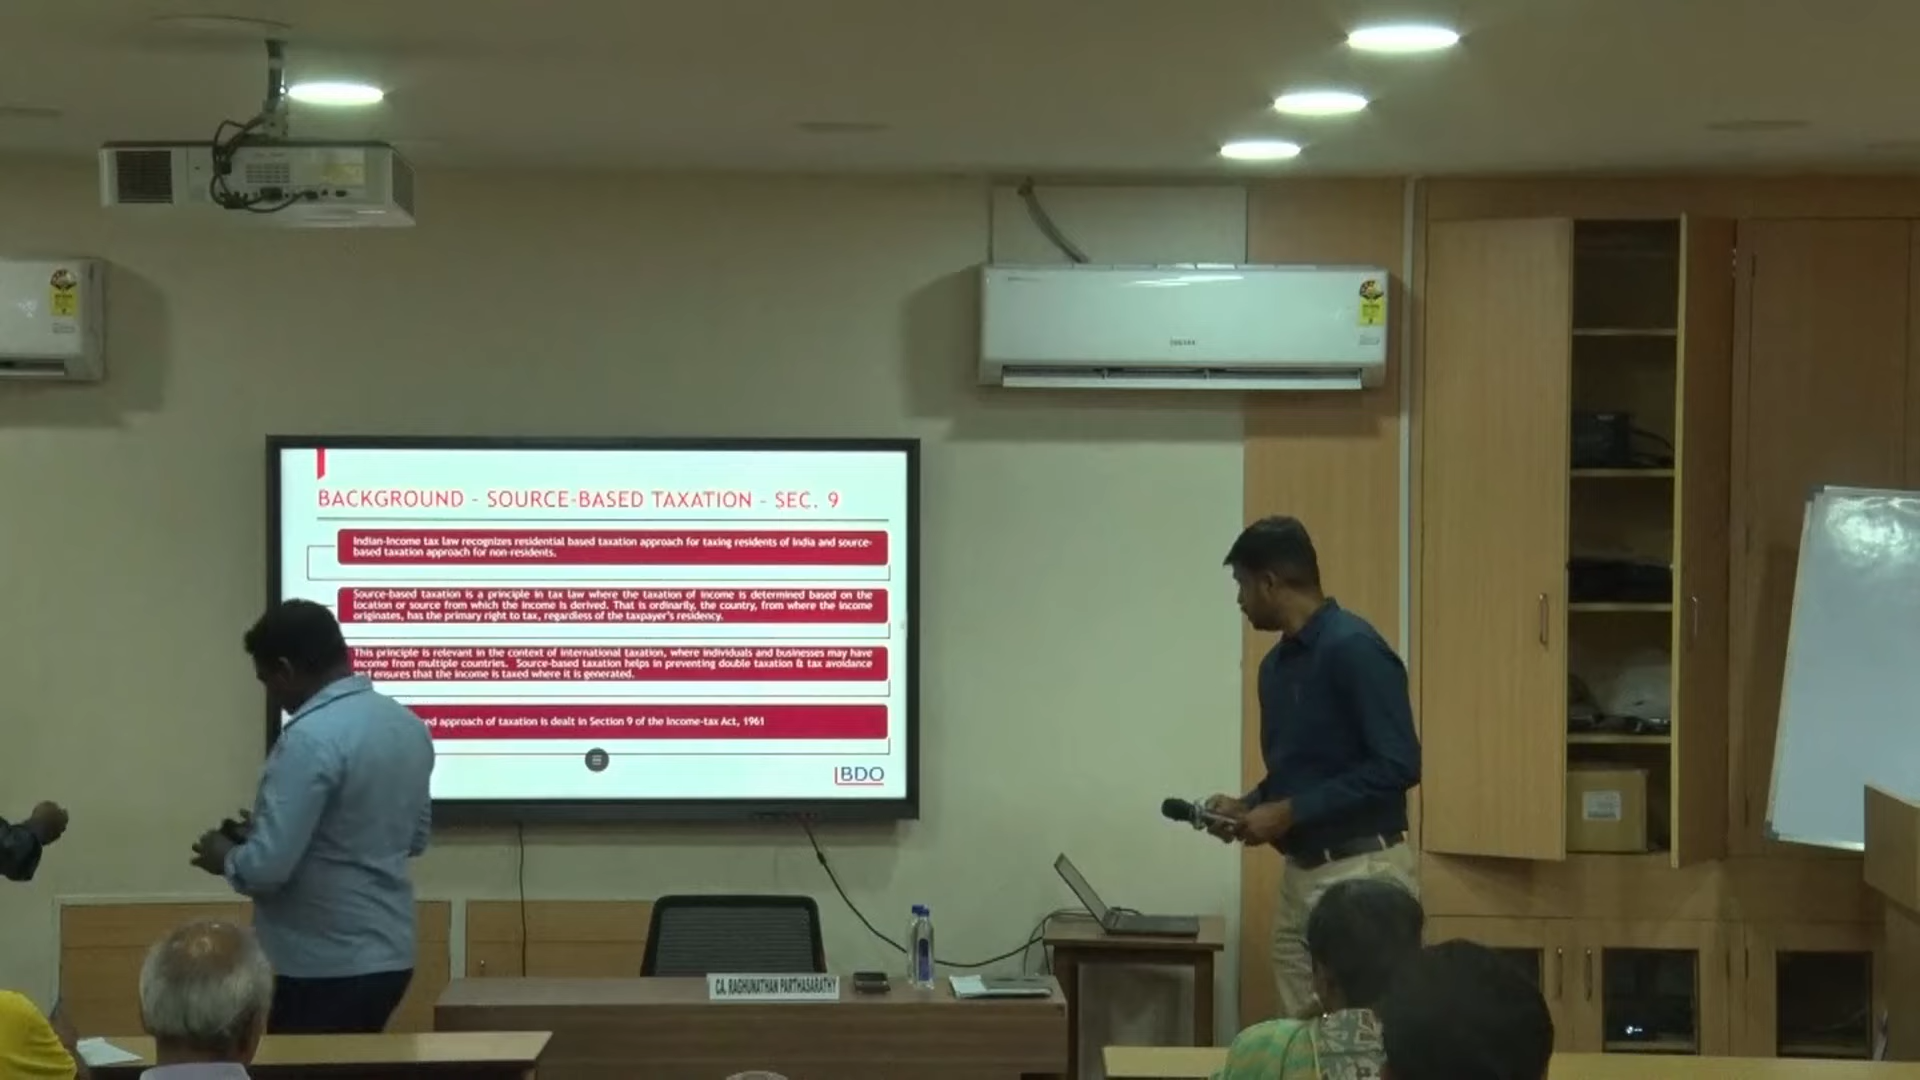 BACKGROUND - SOURCE-BASED TAXATION - SEC. 9
Indian-Income tax law recognizes residential based taxation approach for taxing residents of India and source-
based taxation approach for non-residents.
Source-based taxation is a principle in tax law where the taxation of income is determined based on the
location or source from which the income is derived. That is ordinarily, the country, from where the income
originates, has the primary right to tax, regardless of the taxpayer's residency.
This principle is relevant in the context of international taxation, where individuals and businesses may have
income from multiple countries. Source-based taxation helps in preventing double taxation & tax avoidance
ensures that the income is taxed where it is generated.
approach of taxation is dealt in Section 9 of the Income-tax Act, 1961
BDO
CA. RAGHUNATHAN PARTHASARATHY